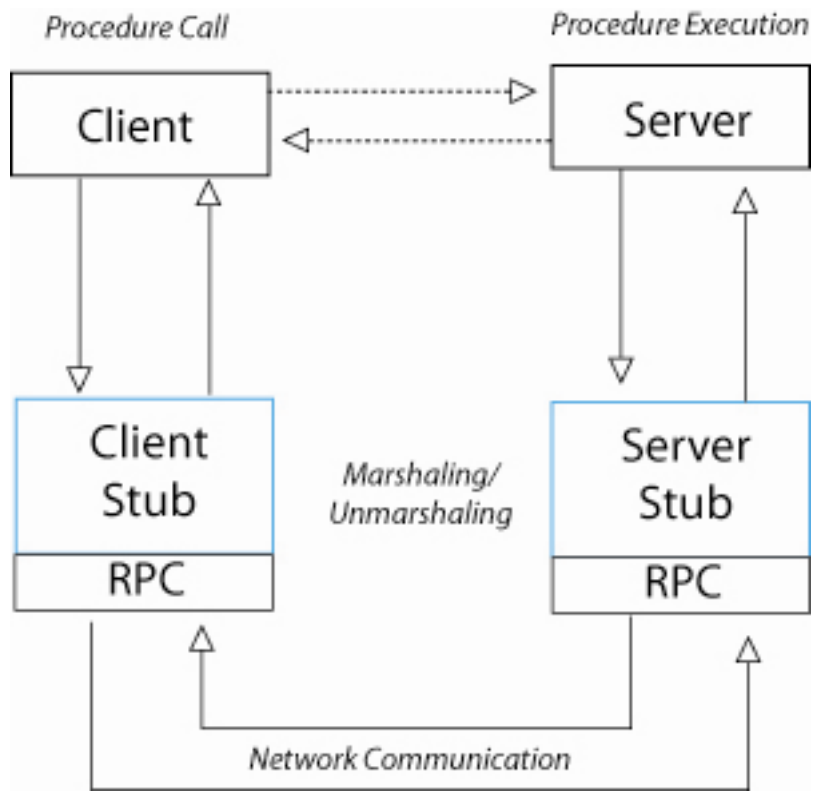 Procedure Call
Procedure Execution
Client
Server
Client
Stub
Marshaling/
Unmarshaling
Server
Stub
RPC
RPC
Network Communication